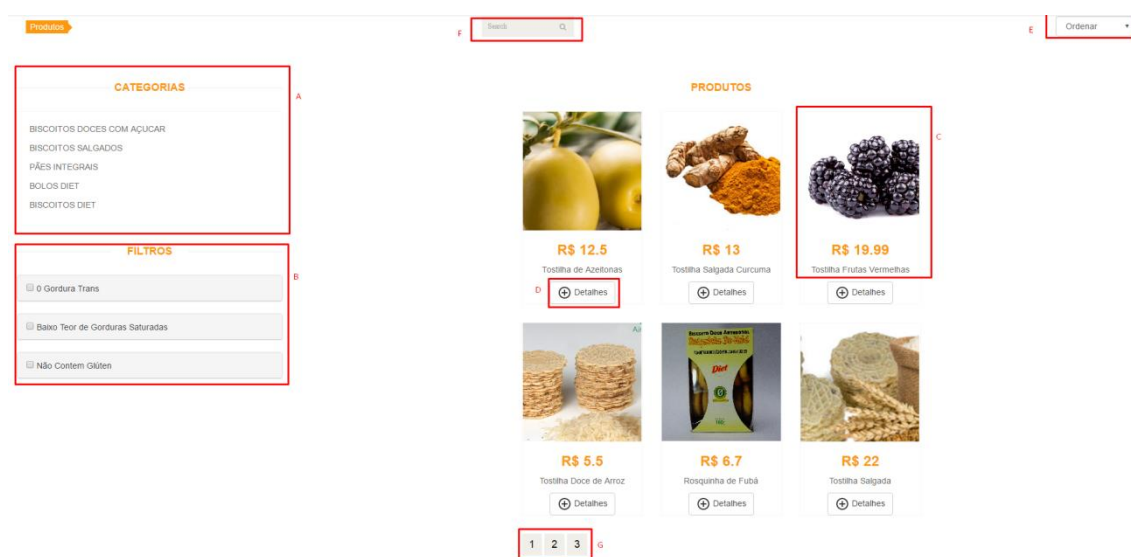 Produtos
F
Search
E
Ordenar
CATEGORIAS
A
BISCOITOS DOCES COM AÇUCAR
BISCOITOS SALGADOS
PÃES INTEGRAIS
BOLOS DIET
BISCOITOS DIET
FILTROS
B
0 Gordura Trans
Baixo Teor de Gorduras Saturadas
Não Contem Glúten
PRODUTOS
C
R$ 12.5
Tostilha de Azeitonas
D
Detalhes
R$ 13
Tostilha Salgada Curcuma
Detalhes
R$ 19.99
Tostilha Frutas Vermelhas
Detalhes
R$ 5.5
Tostilha Doce de Arroz
Detalhes
Diet
R$ 6.7
Rosquinha de Fubá
Detalhes
R$ 22
Tostilha Salgada
Detalhes
1 2 3
G